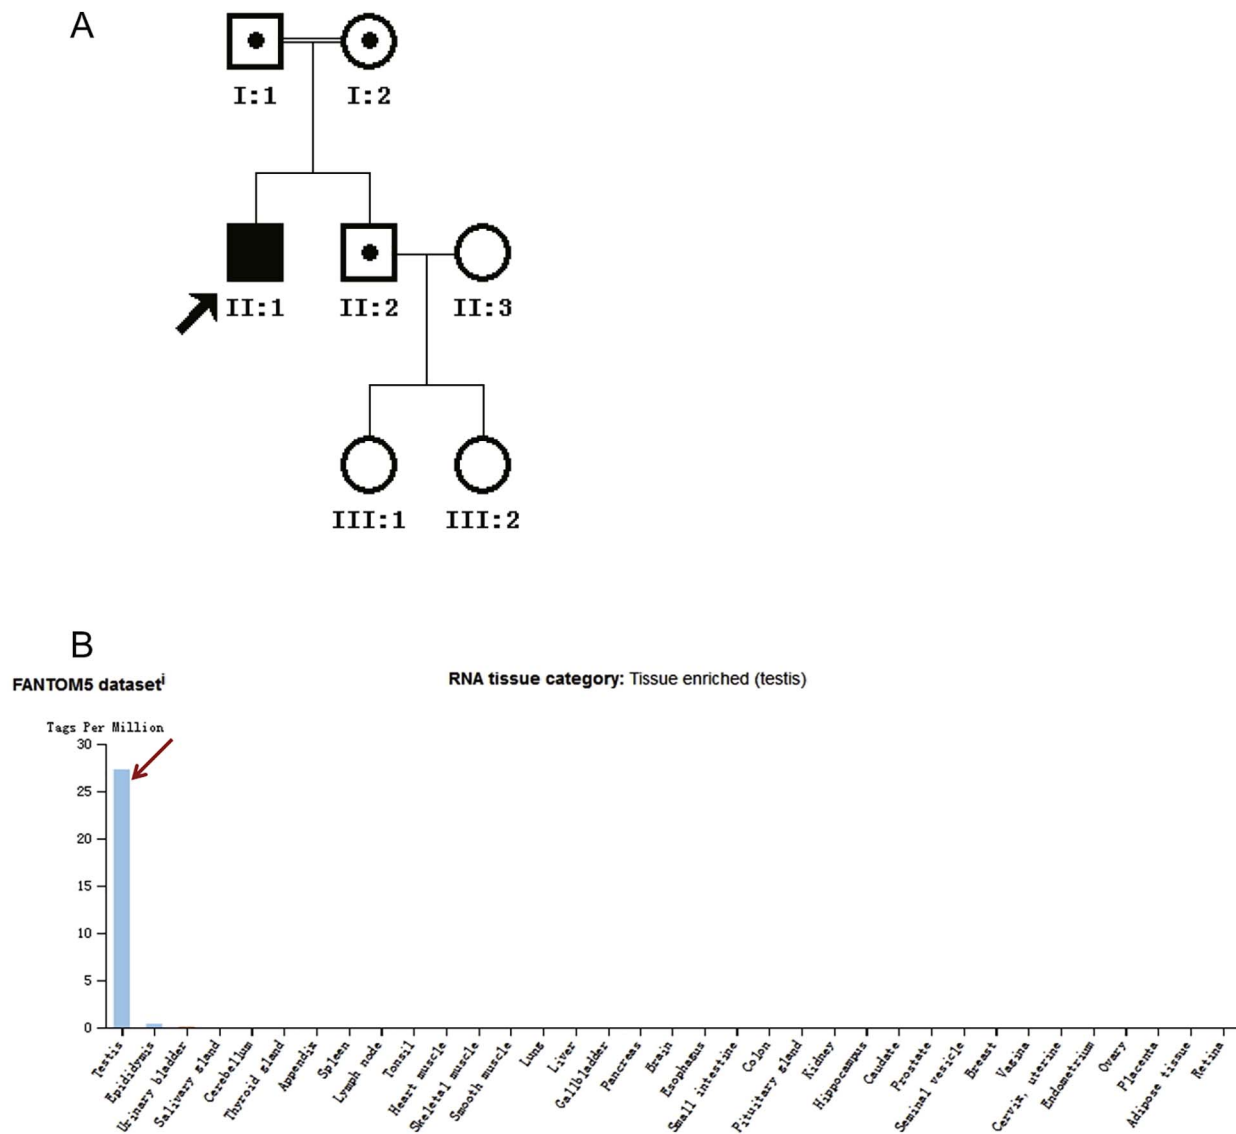 A
I:1 I:2
II:1 II:2 II:3
III:1 III:2
B
FANTOM5 datasetⁱ
RNA tissue category: Tissue enriched (testis)
Tags Per Million
30
25
20
15
10
5
0
Testis
Epididymis
Urinary bladder
Salivary gland
Cerebellum
Thyroid gland
Appendix
Spleen
Lymph node
Tonsil
Heart muscle
Skeletal muscle
Smooth muscle
Lung
Liver
Gallbladder
Pancreas
Brain
Esophagus
Small intestine
Colon
Pituitary gland
Kidney
Hippocampus
Caudate
Prostate
Seminal vesicle
Breast
Vagina
Cervix, uterine
Endometrium
Ovary
Placenta
Adipose tissue
Retina